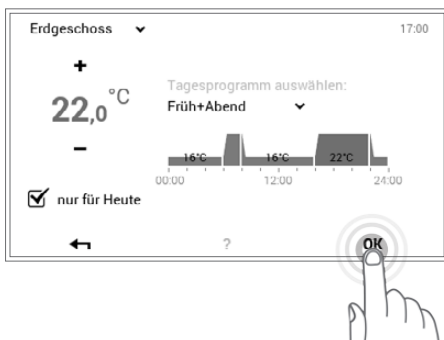 Erdgeschoss
17:00
+
22,0 °C
–
Tagesprogramm auswählen:
Früh+Abend
16°C 16°C 22°C
00:00 12:00 24:00
nur für Heute
? OK